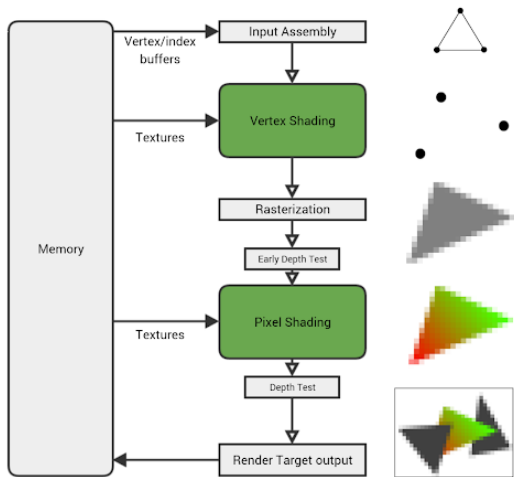 Vertex/index
buffers
Input Assembly
Vertex Shading
Textures
Rasterization
Memory
Early Depth Test
Pixel Shading
Textures
Depth Test
Render Target output